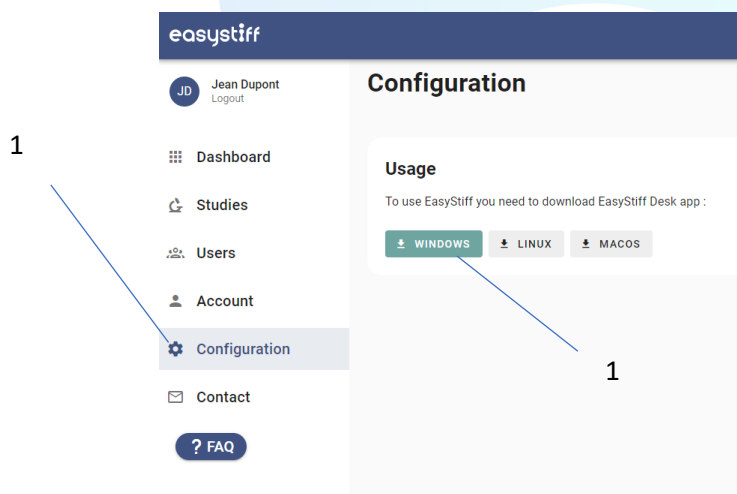 easystiff
JD
Jean Dupont
Logout
Configuration
1
Dashboard
Studies
Users
Account
Configuration
Contact
? FAQ
Usage
To use EasyStiff you need to download EasyStiff Desk app :
WINDOWS
LINUX
MACOS
1